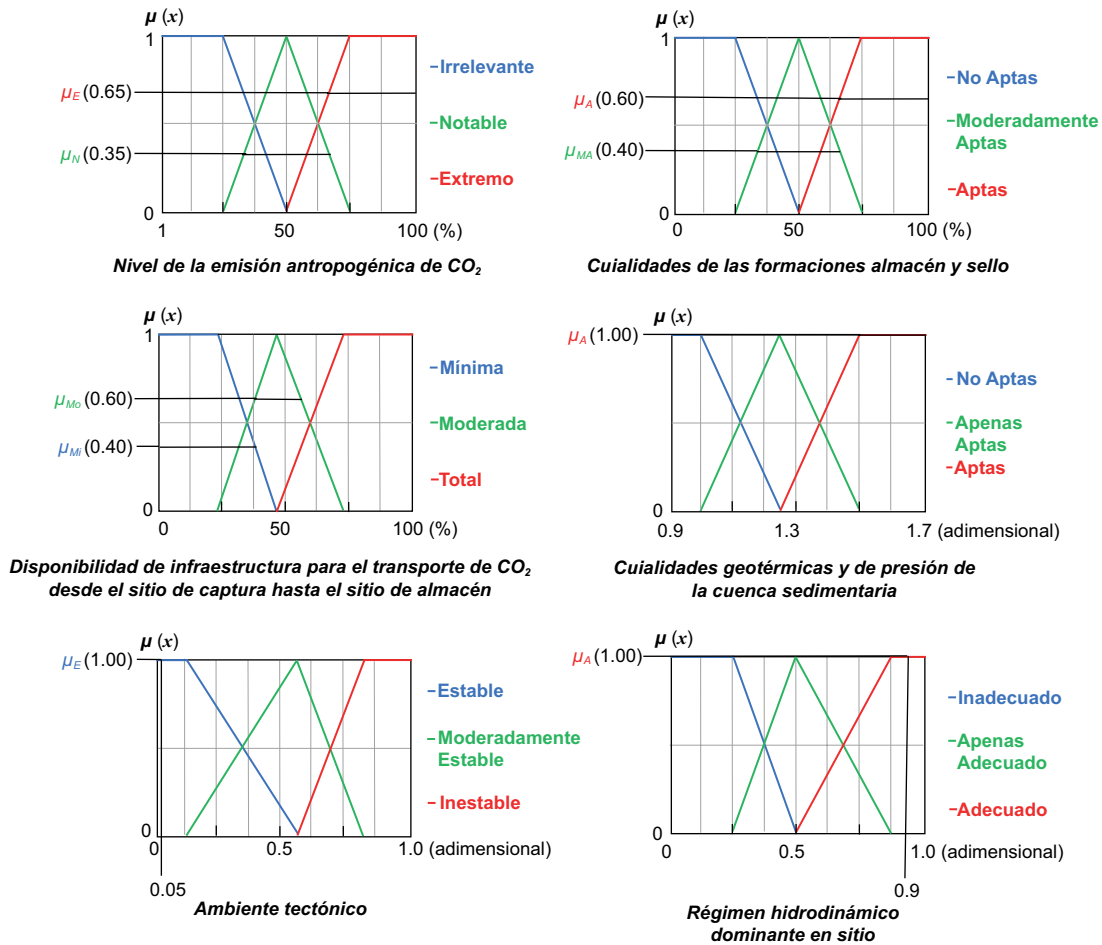 μ (x)
1
μE (0.65)
μN (0.35)
0
1
50
100 (%)
Irrelevante
Notable
Extremo
Nivel de la emisión antropogénica de CO2
μ (x)
1
μA (0.60)
μMA (0.40)
0
0
50
100 (%)
No Aptas
Moderadamente
Aptas
Aptas
Cuialidades de las formaciones almacén y sello
μ (x)
1
μMo (0.60)
μMi (0.40)
0
0
50
100 (%)
Mínima
Moderada
Total
Disponibilidad de infraestructura para el transporte de CO2
desde el sitio de captura hasta el sitio de almacén
μ (x)
μA (1.00)
0
0.9
1.3
1.7 (adimensional)
No Aptas
Apenas
Aptas
Aptas
Cuialidades geotérmicas y de presión de
la cuenca sedimentaria
μ (x)
μE (1.00)
0
0
0.5
1.0 (adimensional)
0.05
Estable
Moderadamente
Estable
Inestable
Ambiente tectónico
μ (x)
μA (1.00)
0
0
0.5
1.0 (adimensional)
0.9
Inadecuado
Apenas
Adecuado
Adecuado
Régimen hidrodinámico
dominante en sitio